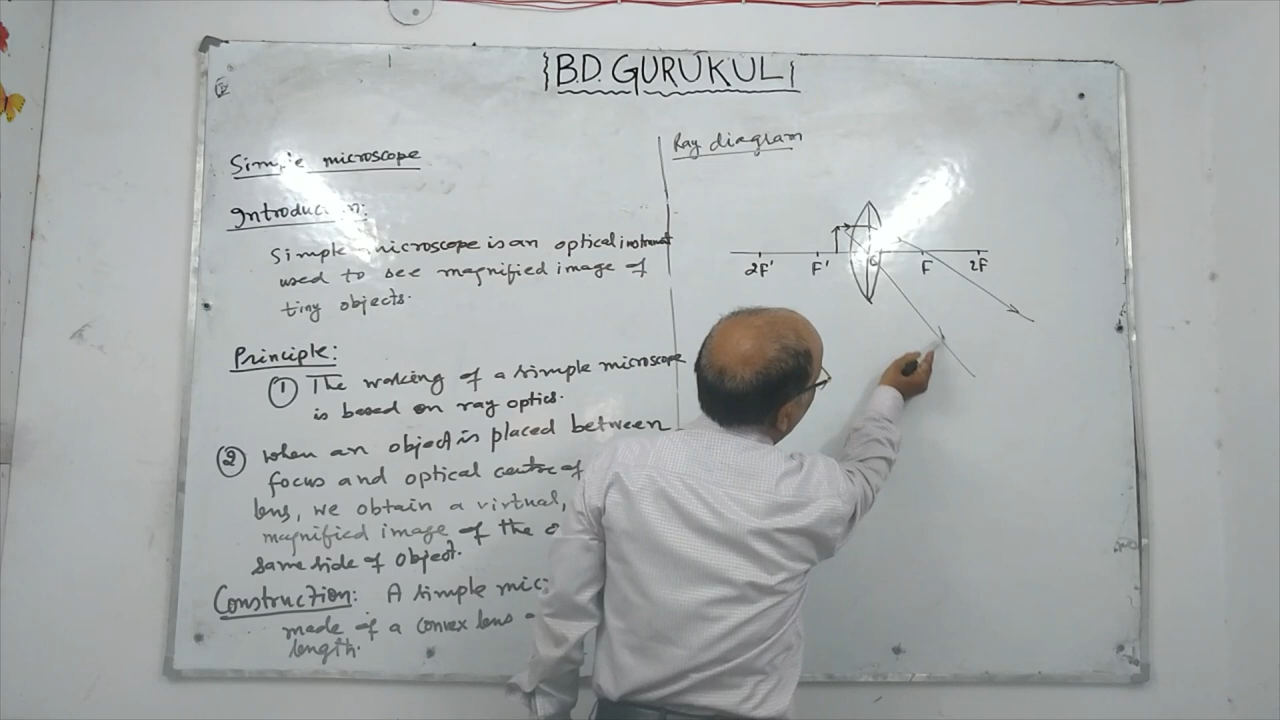 B.D. GURUKUL
Simple microscope
Introduction:
Simple microscope is an optical instrument
used to see magnified image of
tiny objects.
Principle:
① The working of a simple microscope
is based on ray optics.
② When an object is placed between
focus and optical centre of
lens, we obtain a virtual,
magnified image of the
same side of object.
Construction: A simple mic
made of a convex lens
length.
Ray diagram
2F' F' C F 2F